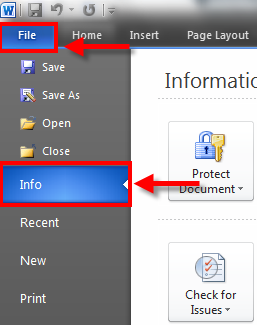 W
File Home Insert Page Layout
Save
Save As
Open
Close
Info
Recent
New
Print
Informatic
Protect
Document
Check for
Issues